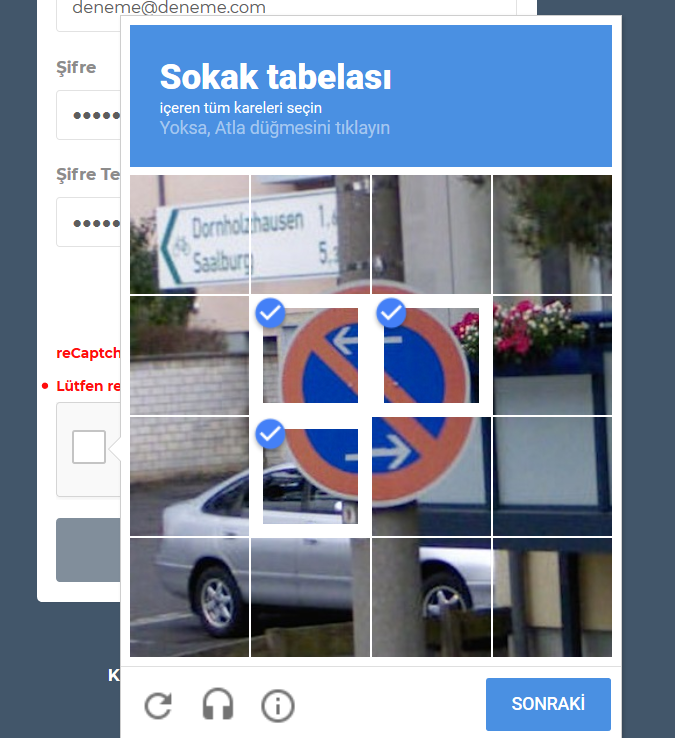 deneme@deneme.com
Şifre
Şifre Te
reCaptch
Lütfen re
K
Sokak tabelası
içeren tüm kareleri seçin
Yoksa, Atla düğmesini tıklayın
Dornholzhausen 1,6
Saalburg 5,
SONRAKİ